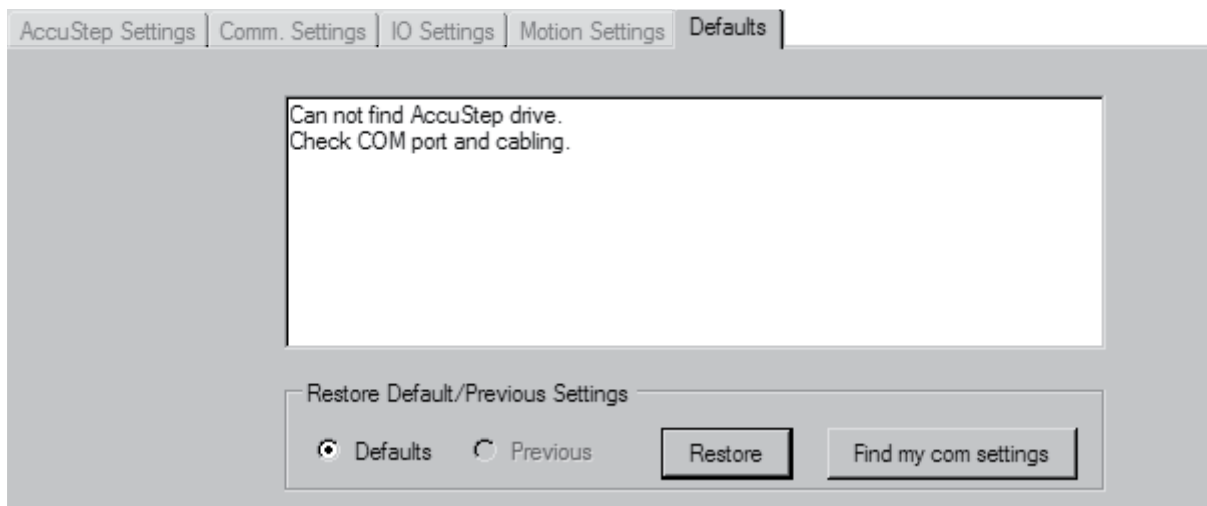 AccuStep Settings Comm. Settings IO Settings Motion Settings Defaults
Can not find AccuStep drive.
Check COM port and cabling.
Restore Default/Previous Settings
Defaults Previous Restore Find my com settings